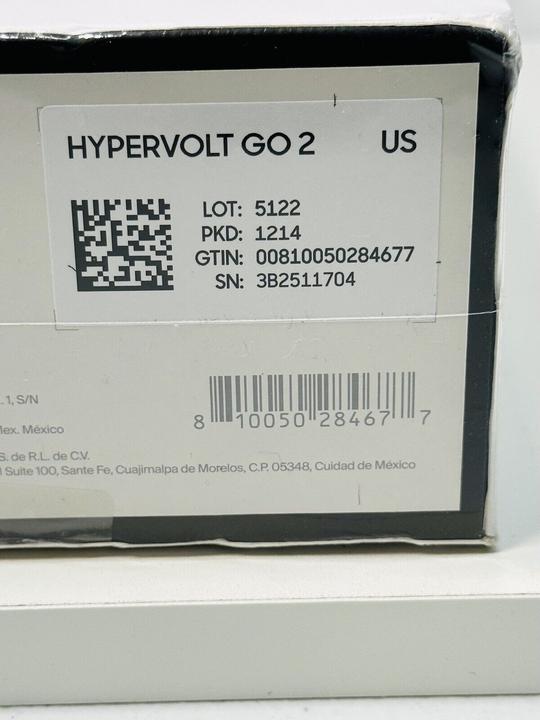 HYPERVOLT GO 2 US
LOT: 5122
PKD: 1214
GTIN: 00810050284677
SN: 3B2511704
8 10050 28467 7
. 1, S/N
Mex. México
S. de R.L. de C.V.
Suite 100, Sante Fe, Cuajimalpa de Morelos, C.P. 05348, Cuidad de México